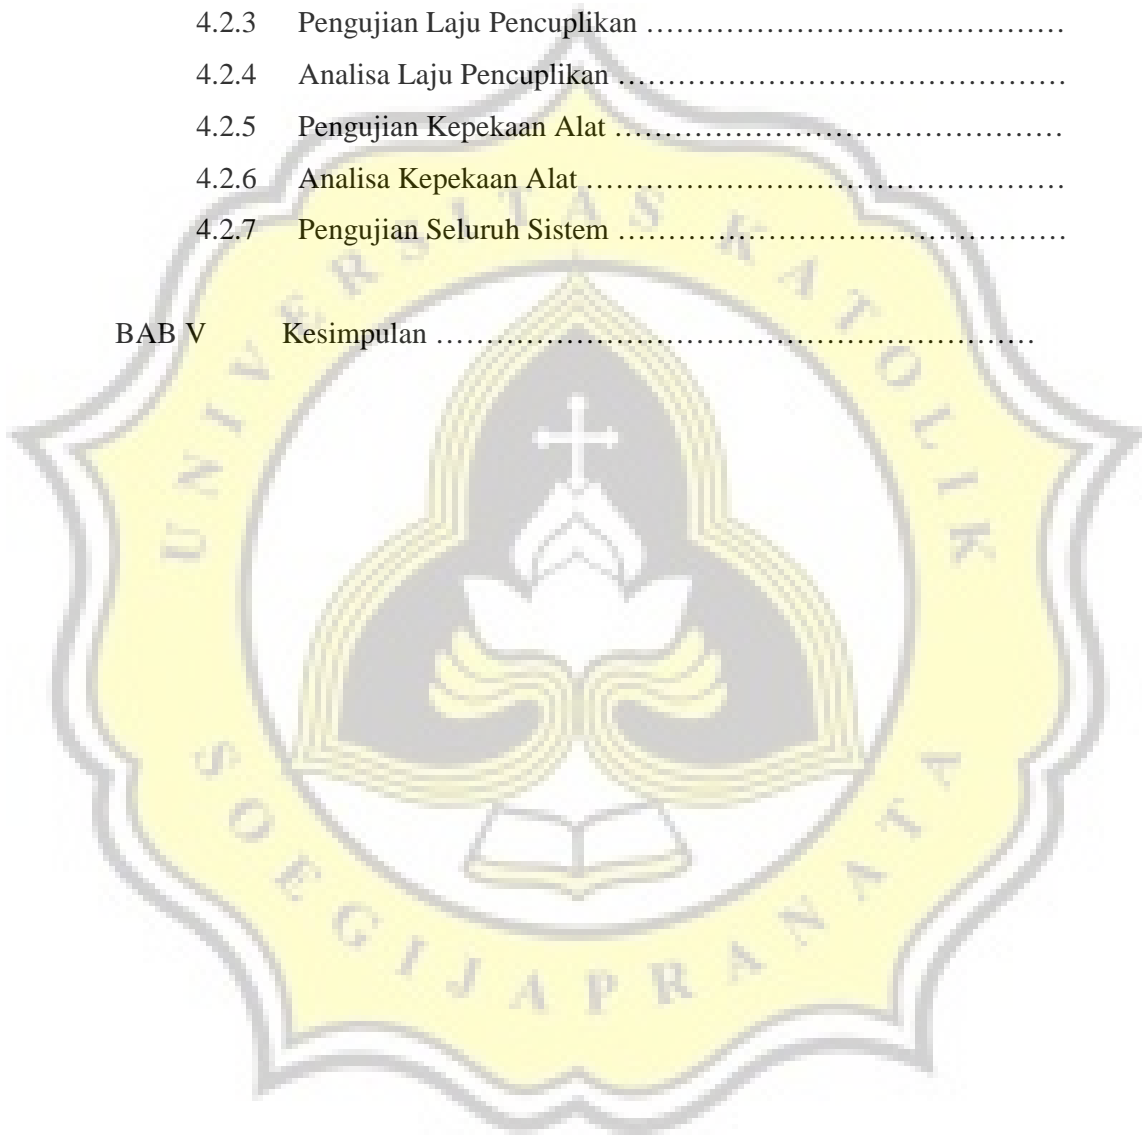 4.2.3 Pengujian Laju Pencuplikan ……………………………………
4.2.4 Analisa Laju Pencuplikan ………………………………………
4.2.5 Pengujian Kepekaan Alat ………………………………………
4.2.6 Analisa Kepekaan Alat …………………………………………
4.2.7 Pengujian Seluruh Sistem ………………………………………
BAB V Kesimpulan ……………………………………………………
UNIVERSITAS KATOLIK
SOEGIJAPRANATA